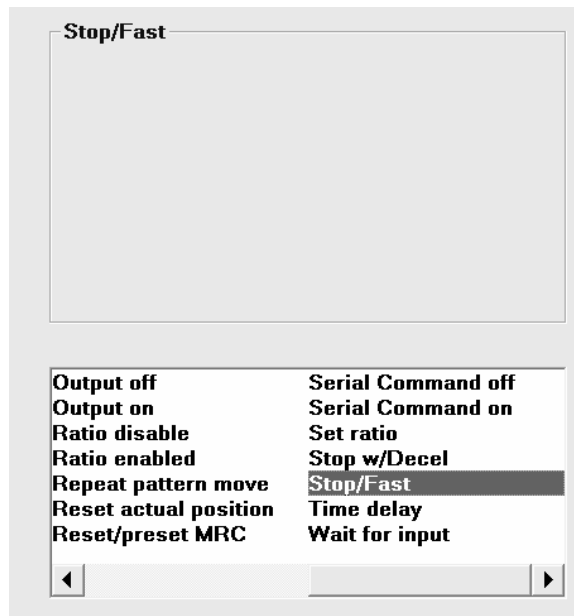 Stop/Fast
Output off
Output on
Ratio disable
Ratio enabled
Repeat pattern move
Reset actual position
Reset/preset MRC
Serial Command off
Serial Command on
Set ratio
Stop w/Decel
Stop/Fast
Time delay
Wait for input